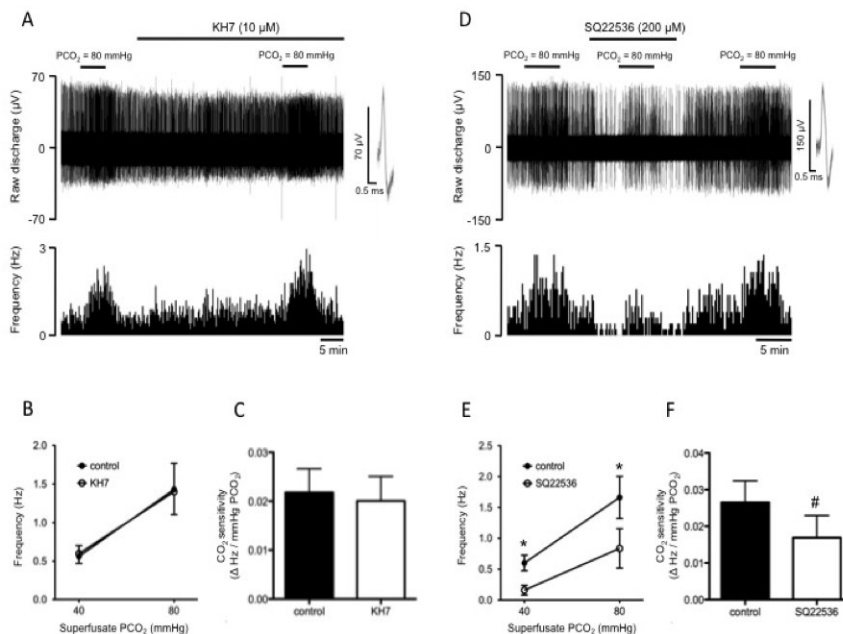 A
KH7 (10 μM)
PCO2 = 80 mmHg
PCO2 = 80 mmHg
70
0
-70
Raw discharge (μV)
70 μV
0.5 ms
3
0
Frequency (Hz)
5 min
D
SQ22536 (200 μM)
PCO2 = 80 mmHg
PCO2 = 80 mmHg
PCO2 = 80 mmHg
150
0
-150
Raw discharge (μV)
150 μV
0.5 ms
1.5
0
Frequency (Hz)
5 min
B
2.0
1.5
1.0
0.5
0.0
Frequency (Hz)
control
KH7
40
80
Superfusate PCO2 (mmHg)
C
0.03
0.02
0.01
0.00
CO2 sensitivity
(Δ Hz / mmHg PCO2)
control
KH7
E
2.5
2.0
1.5
1.0
0.5
0.0
Frequency (Hz)
control
SQ22536
*
*
40
80
Superfusate PCO2 (mmHg)
F
0.04
0.03
0.02
0.01
0.00
CO2 sensitivity
(Δ Hz / mmHg PCO2)
#
control
SQ22536